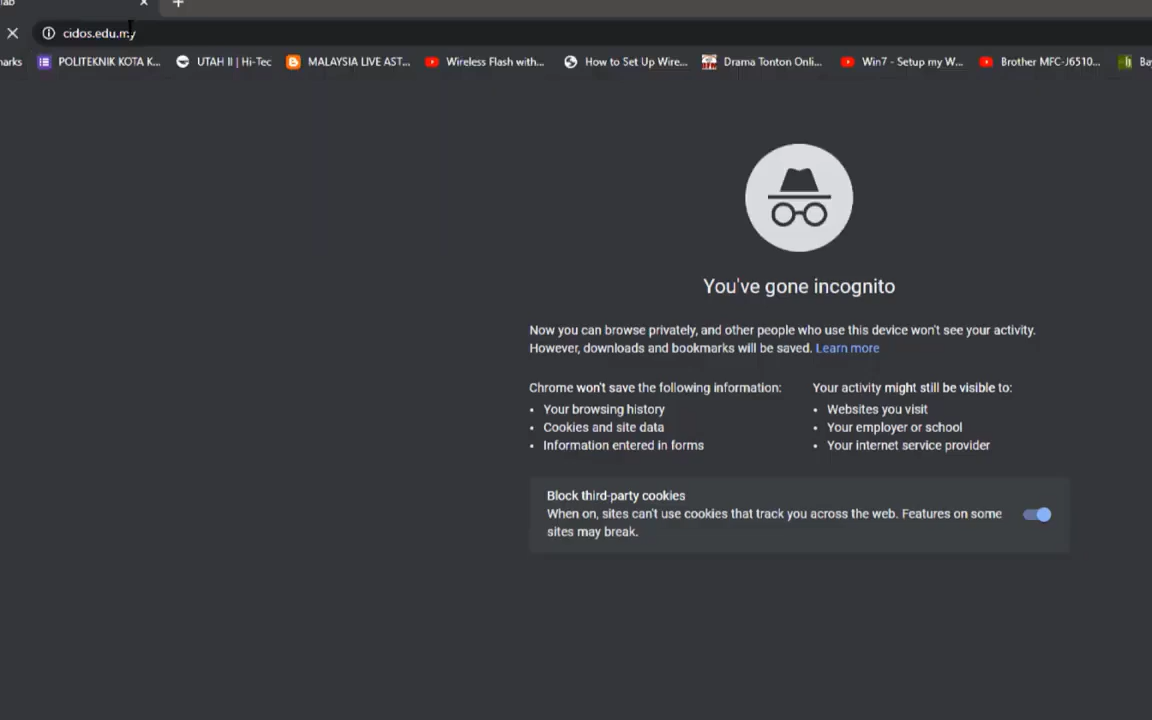 cidos.edu.my
POLITEKNIK KOTA K...
UTAH II | Hi-Tec
MALAYSIA LIVE AST...
Wireless Flash with...
How to Set Up Wire...
Drama Tonton Onli...
Win7 - Setup my W...
Brother MFC-J6510...
You've gone incognito
Now you can browse privately, and other people who use this device won't see your activity.
However, downloads and bookmarks will be saved. Learn more
Chrome won't save the following information:
• Your browsing history
• Cookies and site data
• Information entered in forms
Your activity might still be visible to:
• Websites you visit
• Your employer or school
• Your internet service provider
Block third-party cookies
When on, sites can't use cookies that track you across the web. Features on some
sites may break.